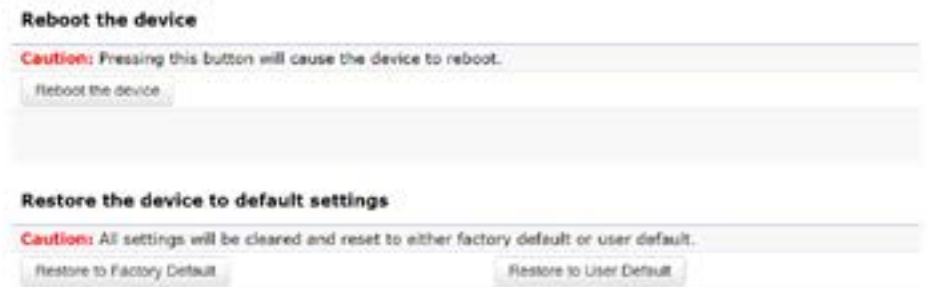 Reboot the device
Caution: Pressing this button will cause the device to reboot.
Reboot the device
Restore the device to default settings
Caution: All settings will be cleared and reset to either factory default or user default.
Restore to Factory Default Restore to User Default